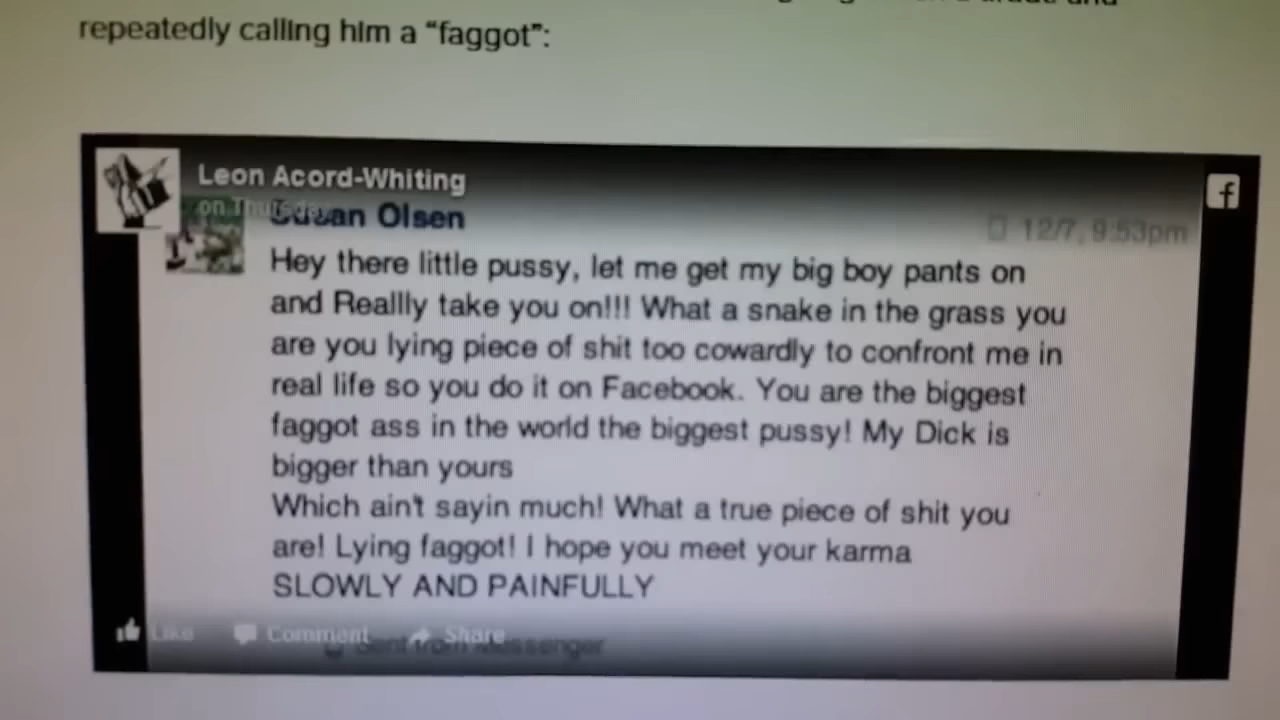 repeatedly calling him a “faggot”:
Leon Acord-Whiting
on Thursday
Susan Olsen
12/7, 9:53pm
Hey there little pussy, let me get my big boy pants on
and Reallly take you on!!! What a snake in the grass you
are you lying piece of shit too cowardly to confront me in
real life so you do it on Facebook. You are the biggest
faggot ass in the world the biggest pussy! My Dick is
bigger than yours
Which ain't sayin much! What a true piece of shit you
are! Lying faggot! I hope you meet your karma
SLOWLY AND PAINFULLY
Like Comment Share
Sent from Messenger